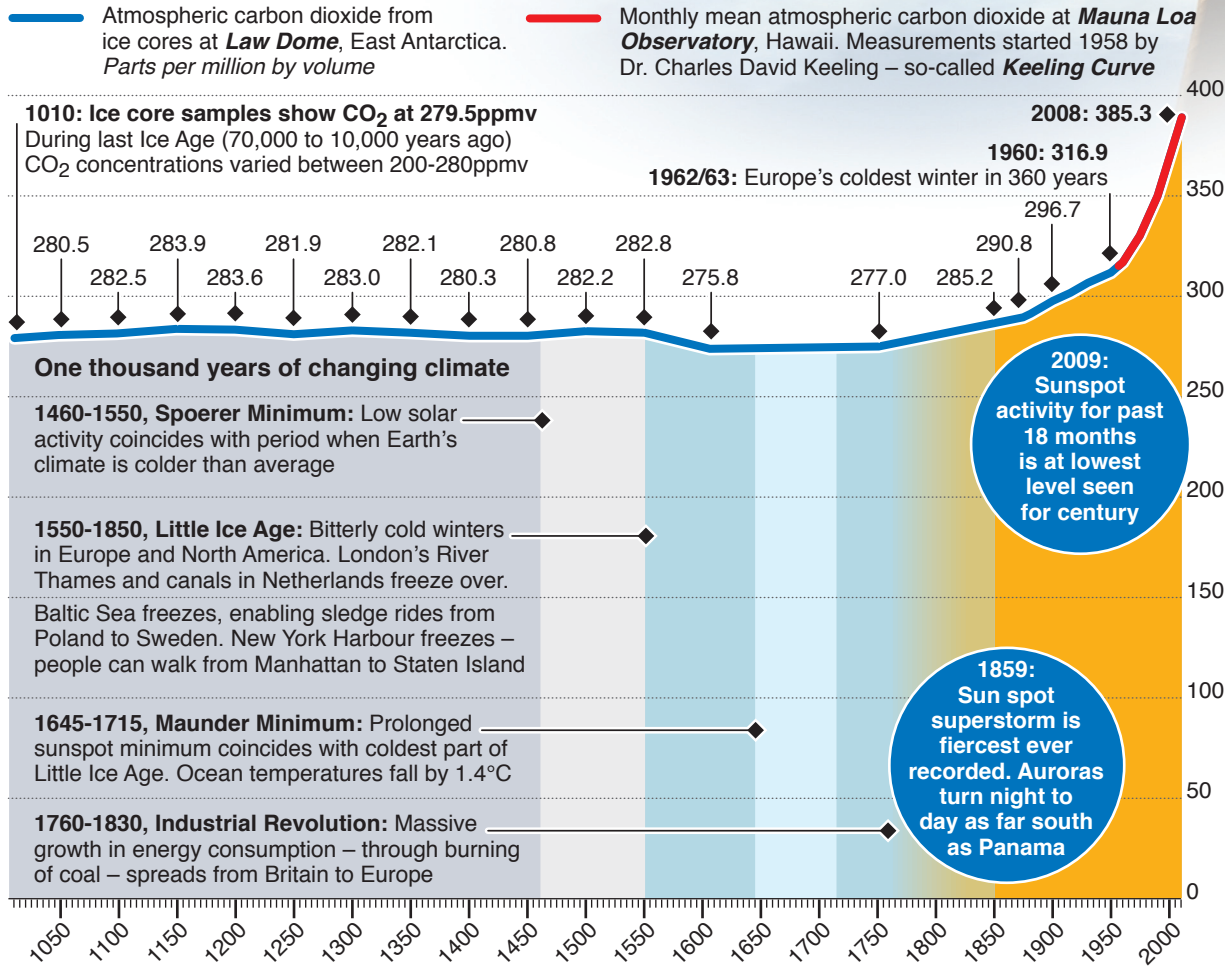 Atmospheric carbon dioxide from
ice cores at Law Dome, East Antarctica.
Parts per million by volume
Monthly mean atmospheric carbon dioxide at Mauna Loa
Observatory, Hawaii. Measurements started 1958 by
Dr. Charles David Keeling – so-called Keeling Curve
1010: Ice core samples show CO2 at 279.5ppmv
During last Ice Age (70,000 to 10,000 years ago)
CO2 concentrations varied between 200-280ppmv
2008: 385.3
1960: 316.9
1962/63: Europe's coldest winter in 360 years
400
350
300
250
200
150
100
50
0
280.5
282.5
283.9
283.6
281.9
283.0
282.1
280.3
280.8
282.2
282.8
275.8
277.0
285.2
290.8
296.7
One thousand years of changing climate
1460-1550, Spoerer Minimum: Low solar
activity coincides with period when Earth's
climate is colder than average
1550-1850, Little Ice Age: Bitterly cold winters
in Europe and North America. London's River
Thames and canals in Netherlands freeze over.
Baltic Sea freezes, enabling sledge rides from
Poland to Sweden. New York Harbour freezes –
people can walk from Manhattan to Staten Island
1645-1715, Maunder Minimum: Prolonged
sunspot minimum coincides with coldest part of
Little Ice Age. Ocean temperatures fall by 1.4°C
1760-1830, Industrial Revolution: Massive
growth in energy consumption – through burning
of coal – spreads from Britain to Europe
2009:
Sunspot
activity for past
18 months
is at lowest
level seen
for century
1859:
Sun spot
superstorm is
fiercest ever
recorded. Auroras
turn night to
day as far south
as Panama
1050
1100
1150
1200
1250
1300
1350
1400
1450
1500
1550
1600
1650
1700
1750
1800
1850
1900
1950
2000